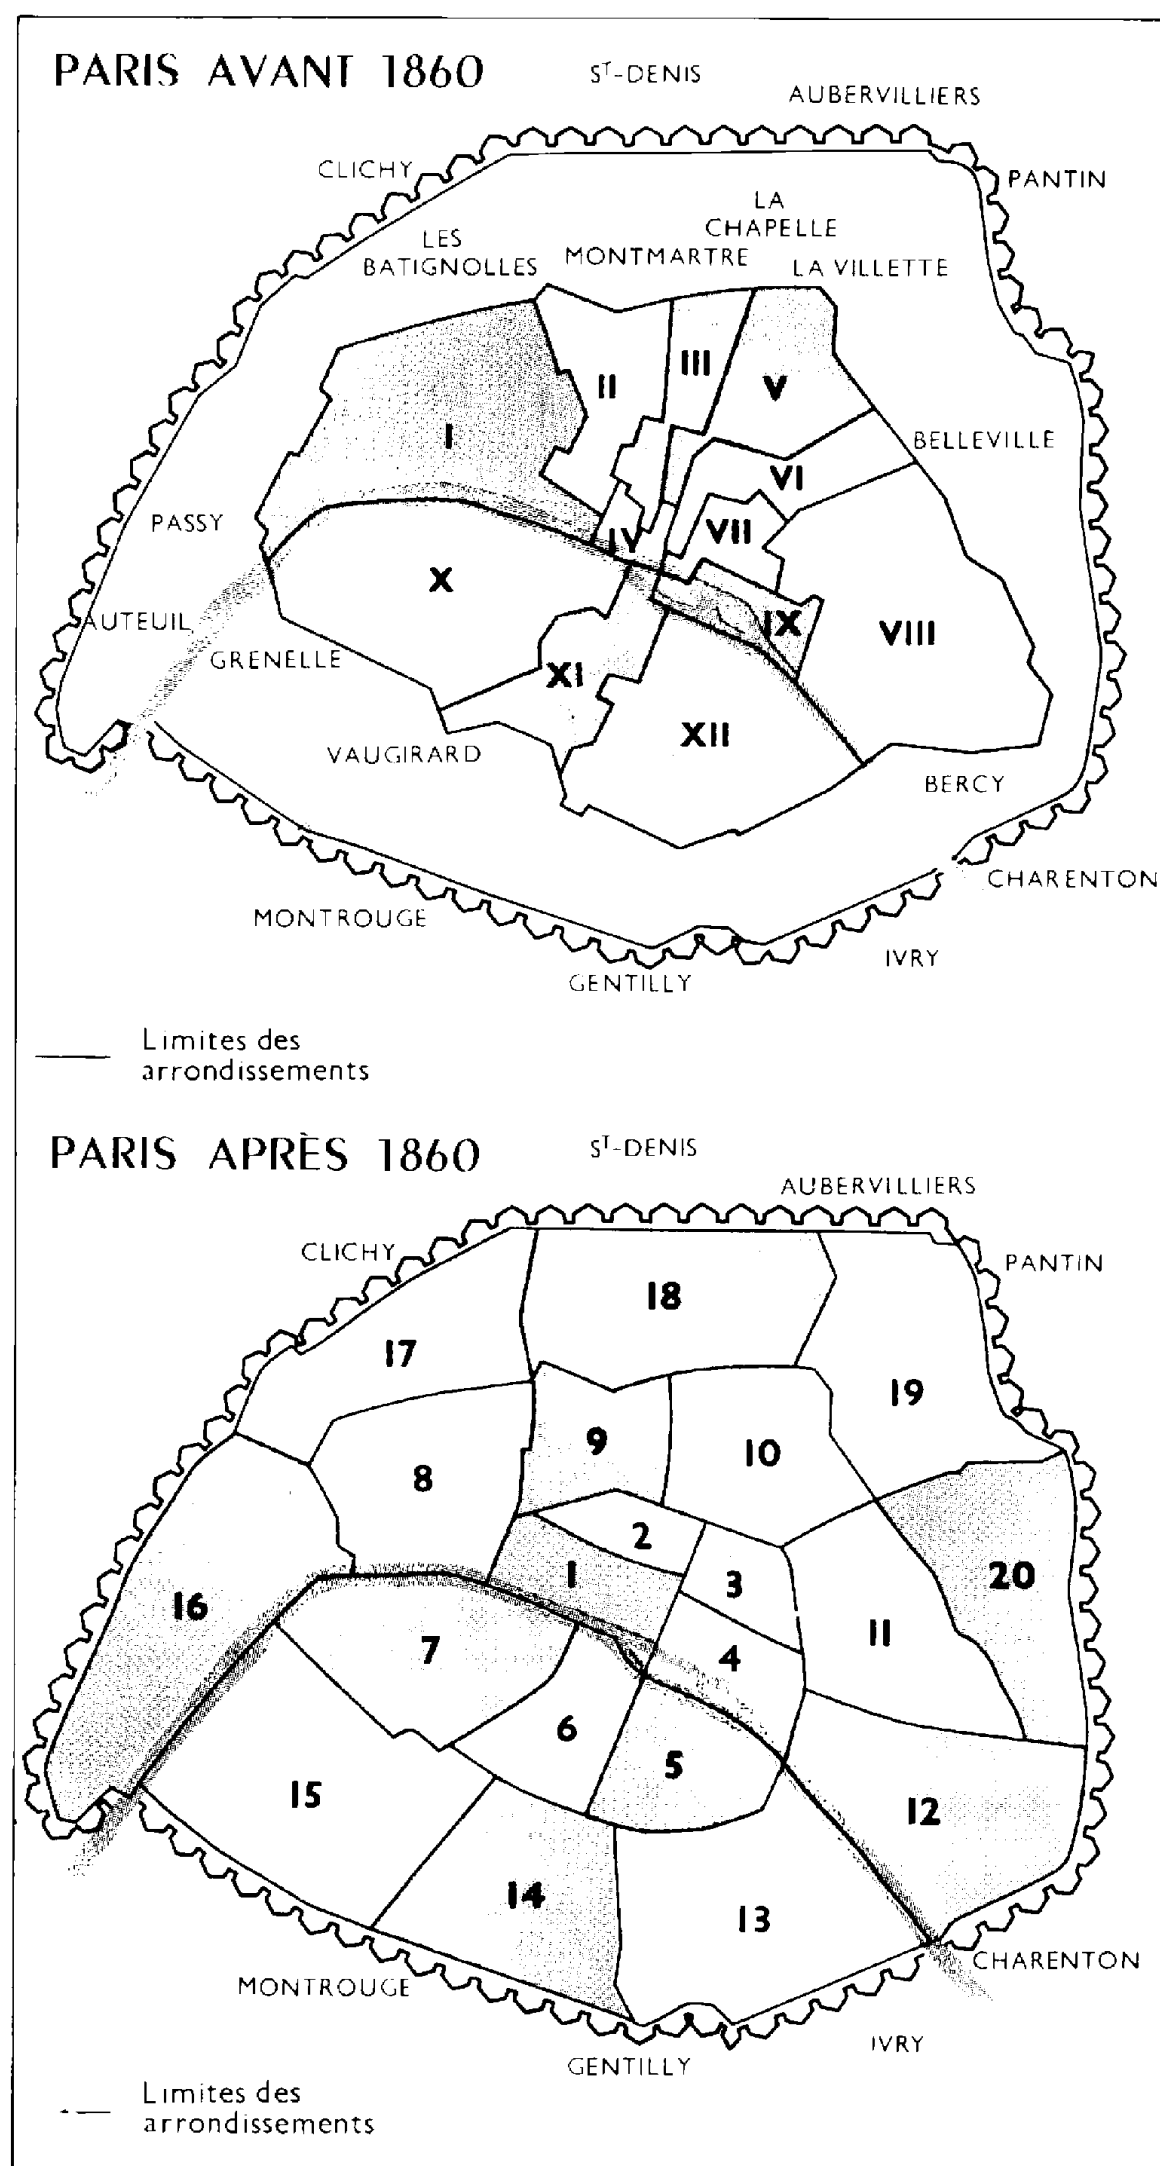 PARIS AVANT 1860
Sᵀ-DENIS
AUBERVILLIERS
CLICHY
PANTIN
LES
BATIGNOLLES
MONTMARTRE
LA
CHAPELLE
LA VILLETTE
I
II
III
V
BELLEVILLE
VI
PASSY
IV
VII
X
AUTEUIL
GRENELLE
IX
VIII
XI
XII
VAUGIRARD
BERCY
CHARENTON
MONTROUGE
IVRY
GENTILLY
Limites des
arrondissements
PARIS APRÈS 1860
Sᵀ-DENIS
AUBERVILLIERS
CLICHY
PANTIN
18
17
19
9
10
8
2
1
3
20
16
7
4
11
6
5
15
12
14
13
MONTROUGE
CHARENTON
IVRY
GENTILLY
Limites des
arrondissements